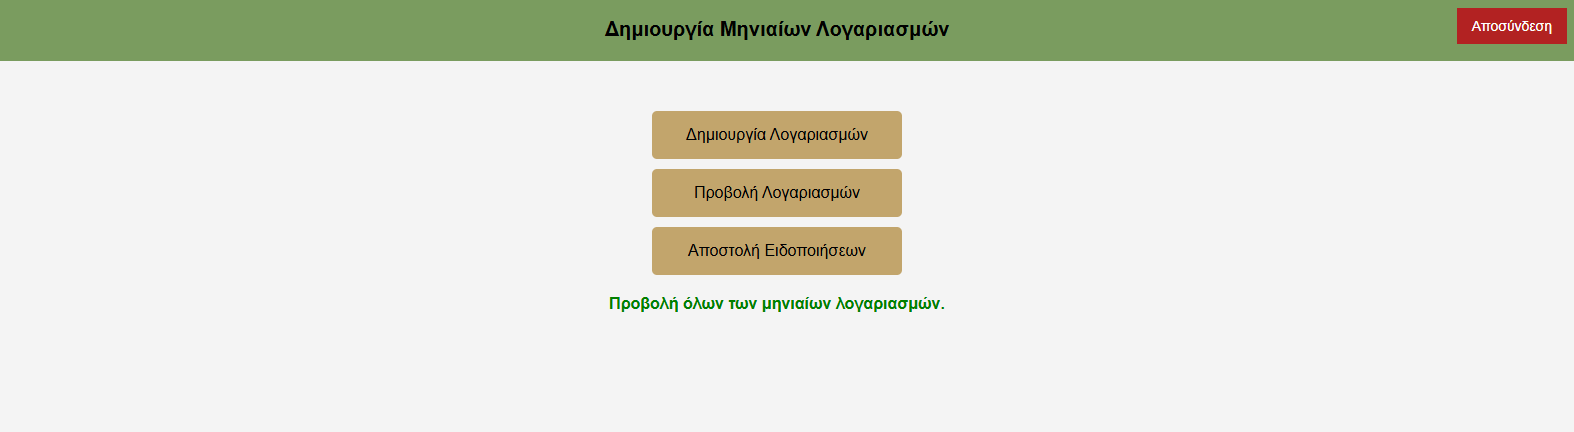 Δημιουργία Μηνιαίων Λογαριασμών
Αποσύνδεση
Δημιουργία Λογαριασμών
Προβολή Λογαριασμών
Αποστολή Ειδοποιήσεων
Προβολή όλων των μηνιαίων λογαριασμών.